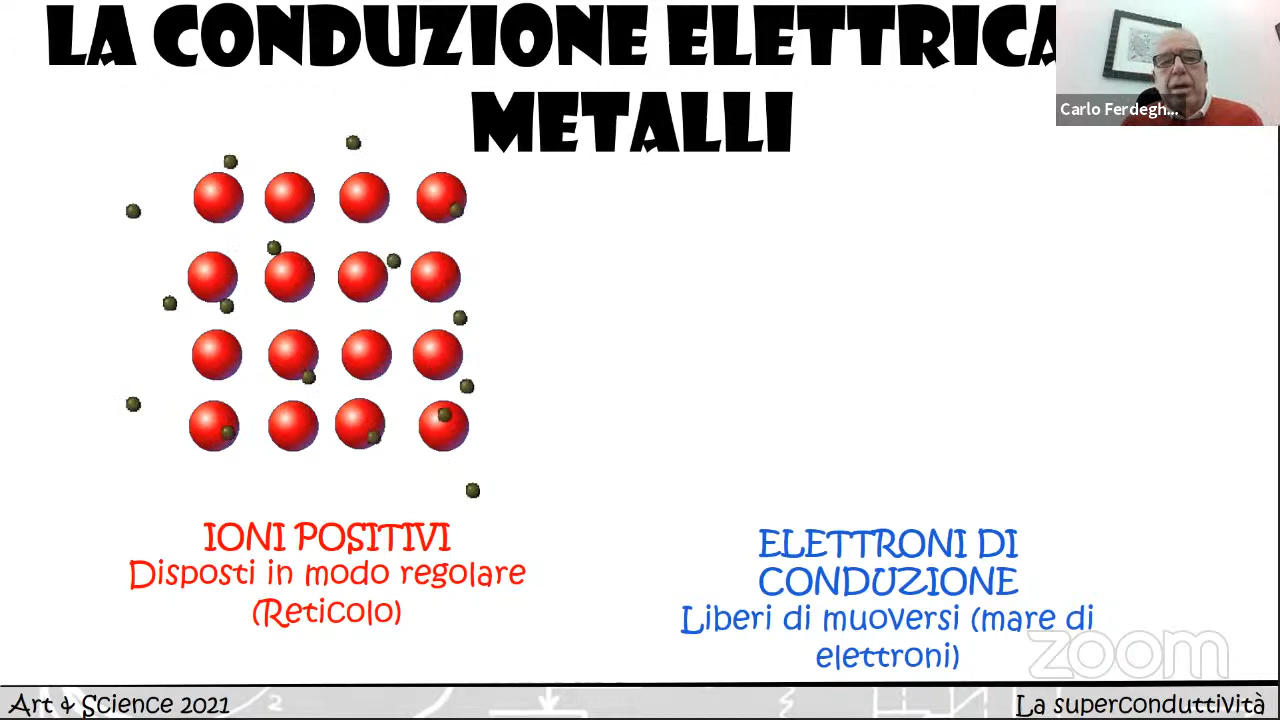 LA CONDUZIONE ELETTRICA
METALLI
Carlo Ferdegh...
IONI POSITIVI
Disposti in modo regolare
(Reticolo)
ELETTRONI DI
CONDUZIONE
Liberi di muoversi (mare di
elettroni)
zoom
Art & Science 2021
La superconduttività